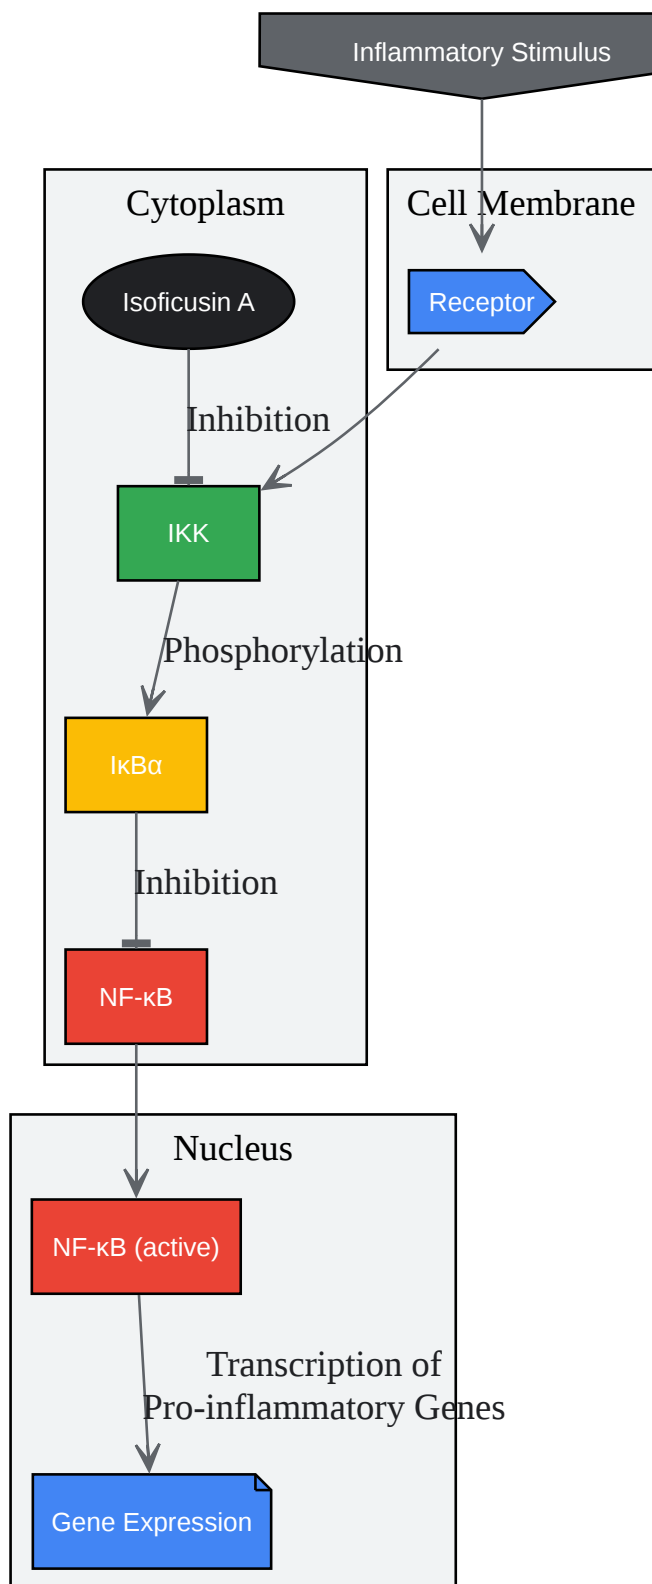 Inflammatory Stimulus
Cytoplasm
Cell Membrane
Isoficusin A
Receptor
Inhibition
IKK
Phosphorylation
IκBα
Inhibition
NF-κB
Nucleus
NF-κB (active)
Transcription of
Pro-inflammatory Genes
Gene Expression